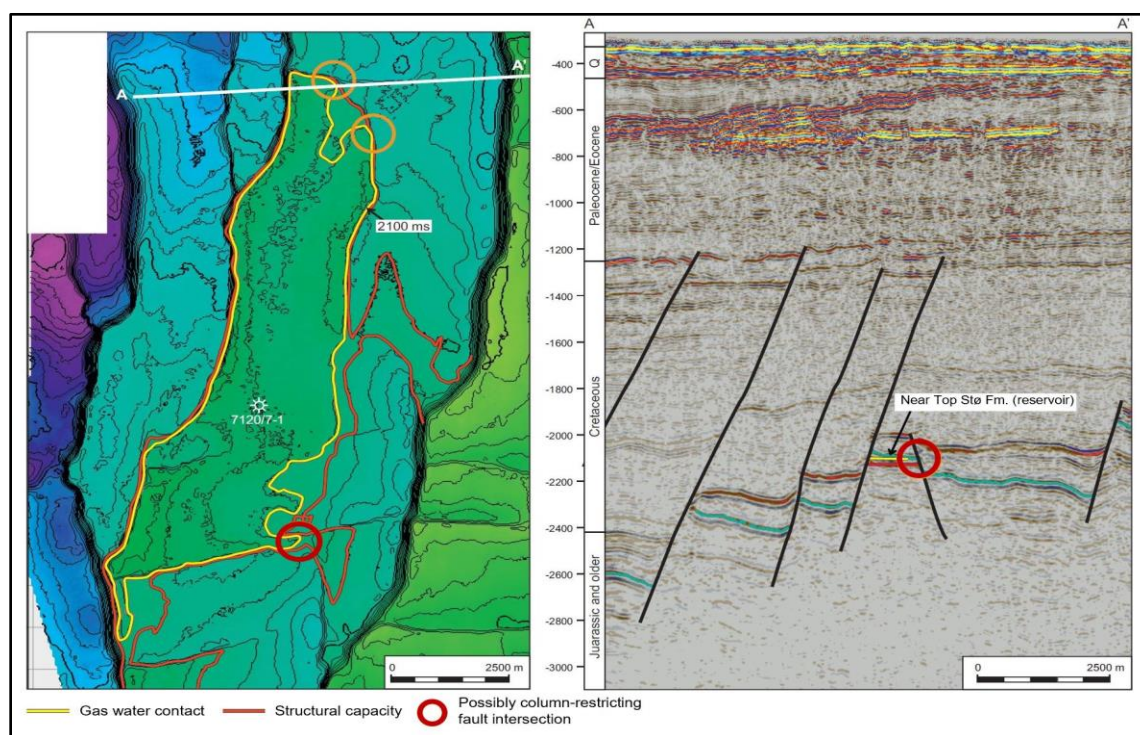 A
A'
A
A'
2100 ms
7120/7-1
0 2500 m
Q
Paleocene/Eocene
Cretaceous
Juarassic and older
-400
-600
-800
-1000
-1200
-1400
-1600
-1800
-2000
-2200
-2400
-2600
-2800
-3000
Near Top Stø Fm. (reservoir)
0 2500 m
Gas water contact
Structural capacity
Possibly column-restricting
fault intersection